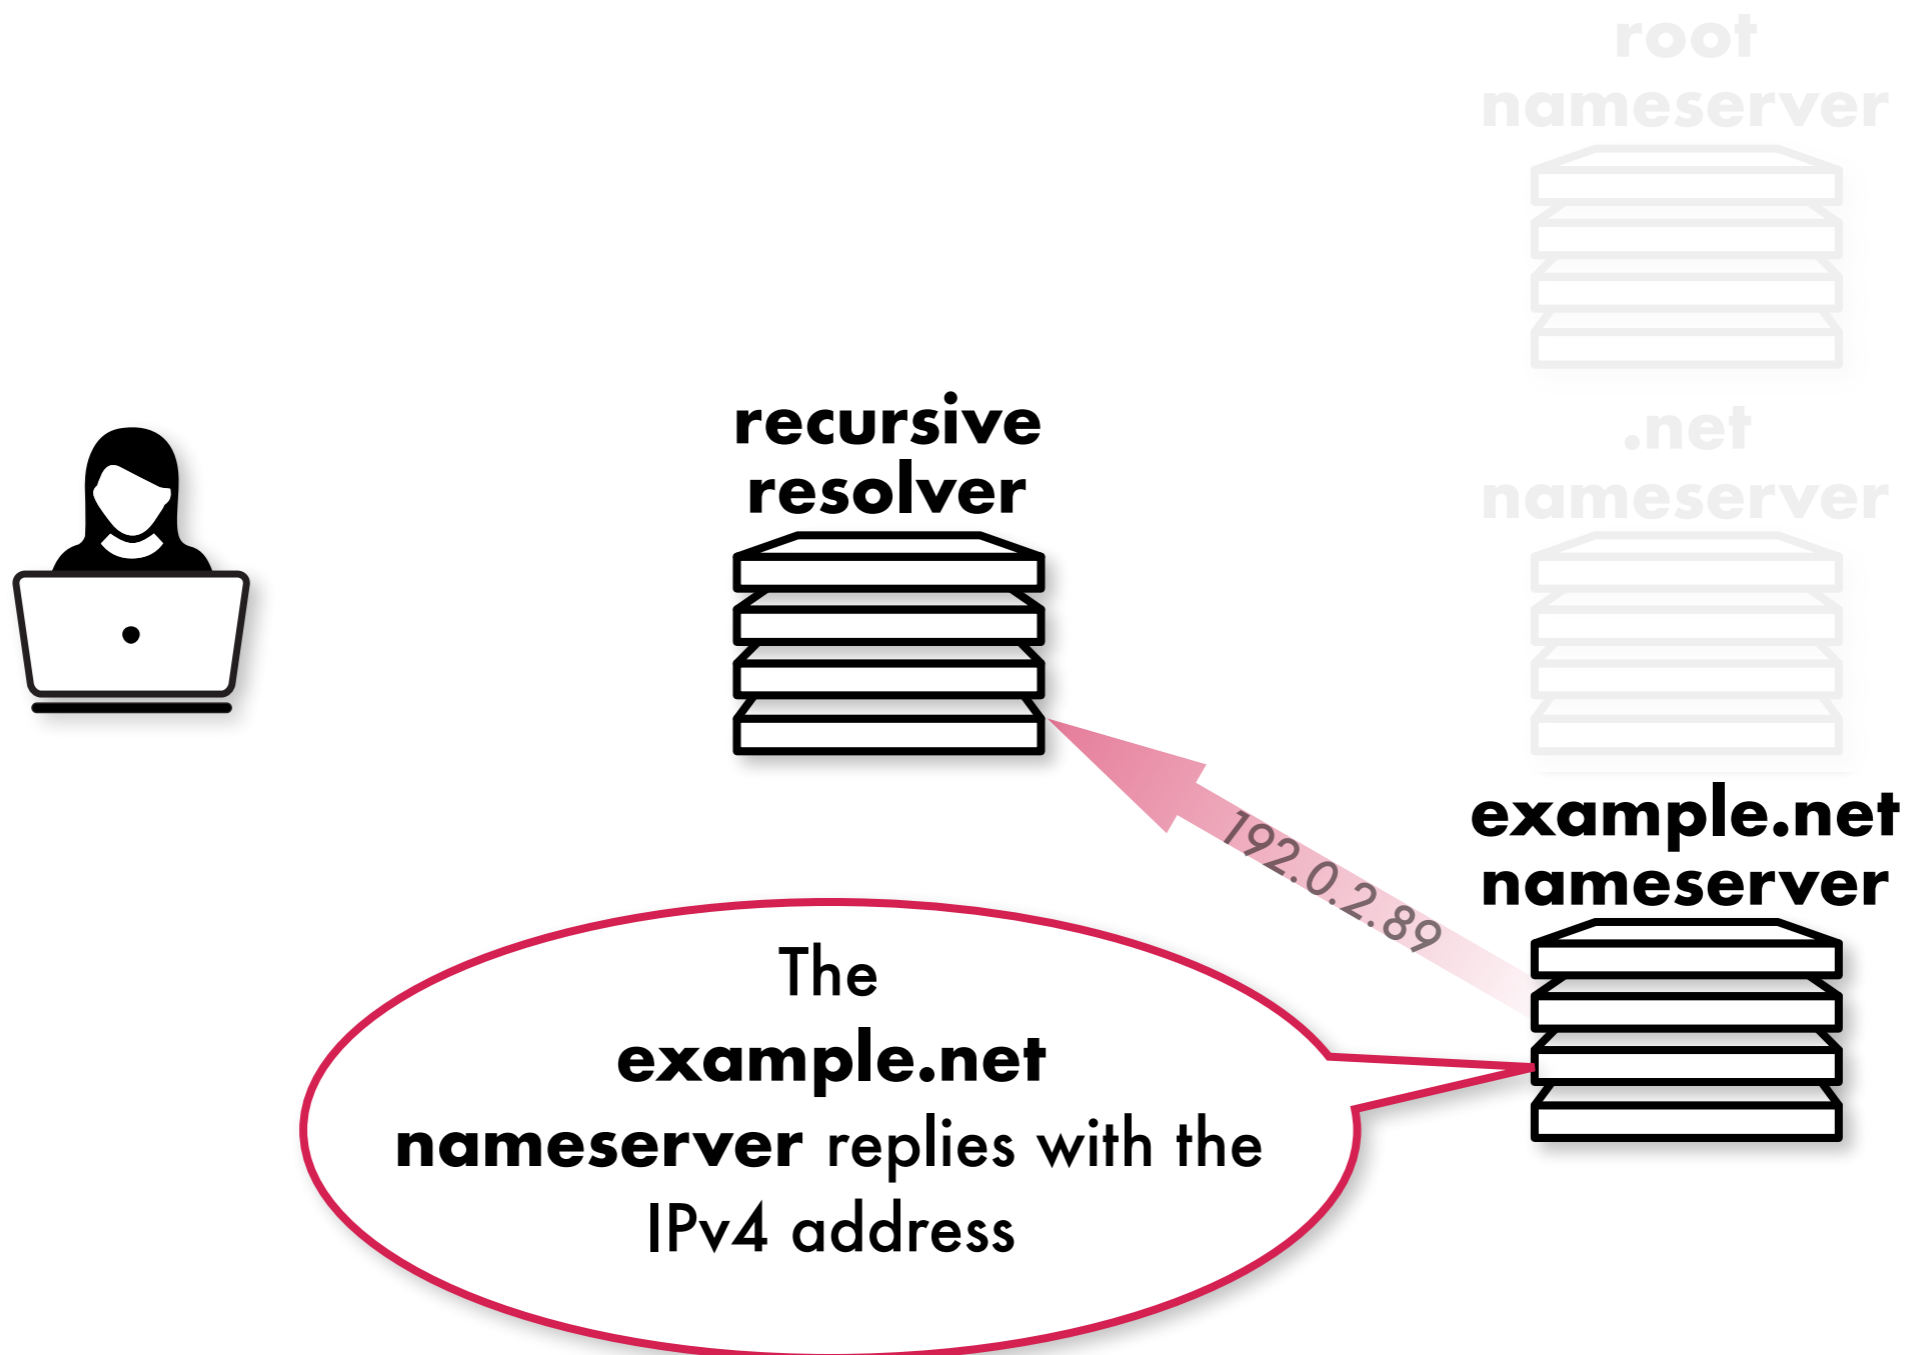 root
nameserver
.net
nameserver
recursive
resolver
example.net
nameserver
192.0.2.89
The
example.net
nameserver replies with the
IPv4 address